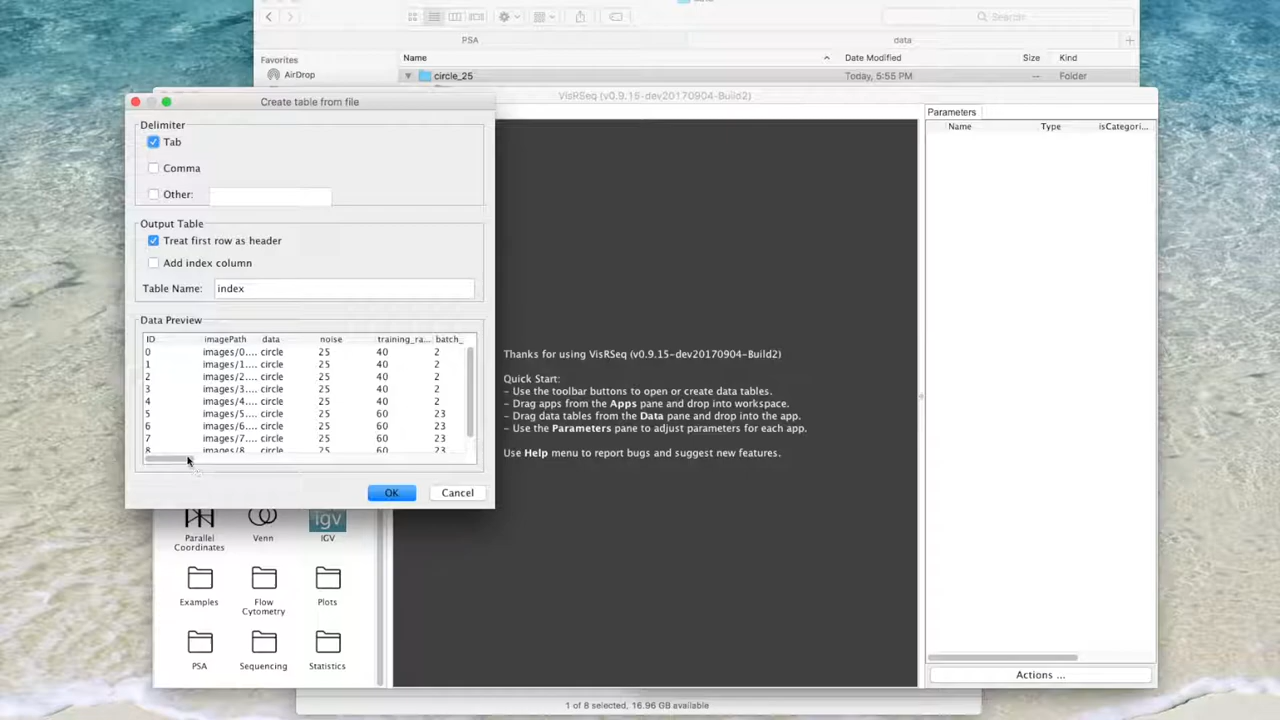 Search
PSA
data
+
Favorites
Name
Date Modified
Size
Kind
AirDrop
circle_25
Today, 5:55 PM
--
Folder
VisRSeq (v0.9.15-dev20170904-Build2)
Create table from file
Delimiter
Tab
Comma
Other:
Output Table
Treat first row as header
Add index column
Table Name:
index
Data Preview
ID imagePath data noise training_ra... batch_
0 images/0.... circle 25 40 2
1 images/1.... circle 25 40 2
2 images/2.... circle 25 40 2
3 images/3.... circle 25 40 2
4 images/4.... circle 25 40 2
5 images/5.... circle 25 60 23
6 images/6.... circle 25 60 23
7 images/7.... circle 25 60 23
8 images/8.... circle 25 60 23
OK
Cancel
Parameters
Name
Type
isCategori...
Thanks for using VisRSeq (v0.9.15-dev20170904-Build2)
Quick Start:
- Use the toolbar buttons to open or create data tables.
- Drag apps from the Apps pane and drop into workspace.
- Drag data tables from the Data pane and drop into the app.
- Use the Parameters pane to adjust parameters for each app.
Use Help menu to report bugs and suggest new features.
igv
Parallel
Coordinates
Venn
IGV
Examples
Flow
Cytometry
Plots
PSA
Sequencing
Statistics
Actions ...
1 of 8 selected, 16.96 GB available